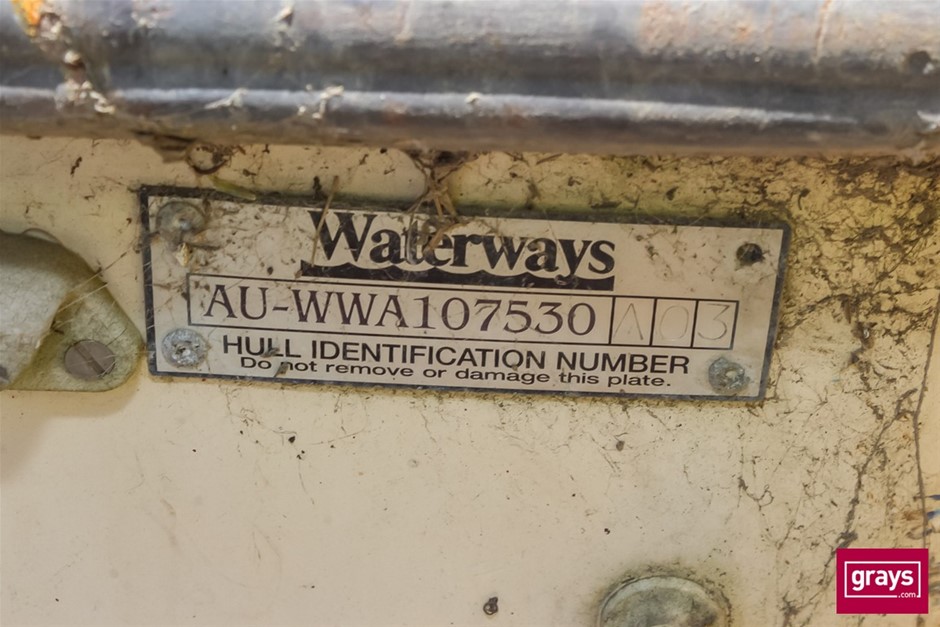 Waterways
AU-WWA107530 A03
HULL IDENTIFICATION NUMBER
Do not remove or damage this plate.
grays
.com